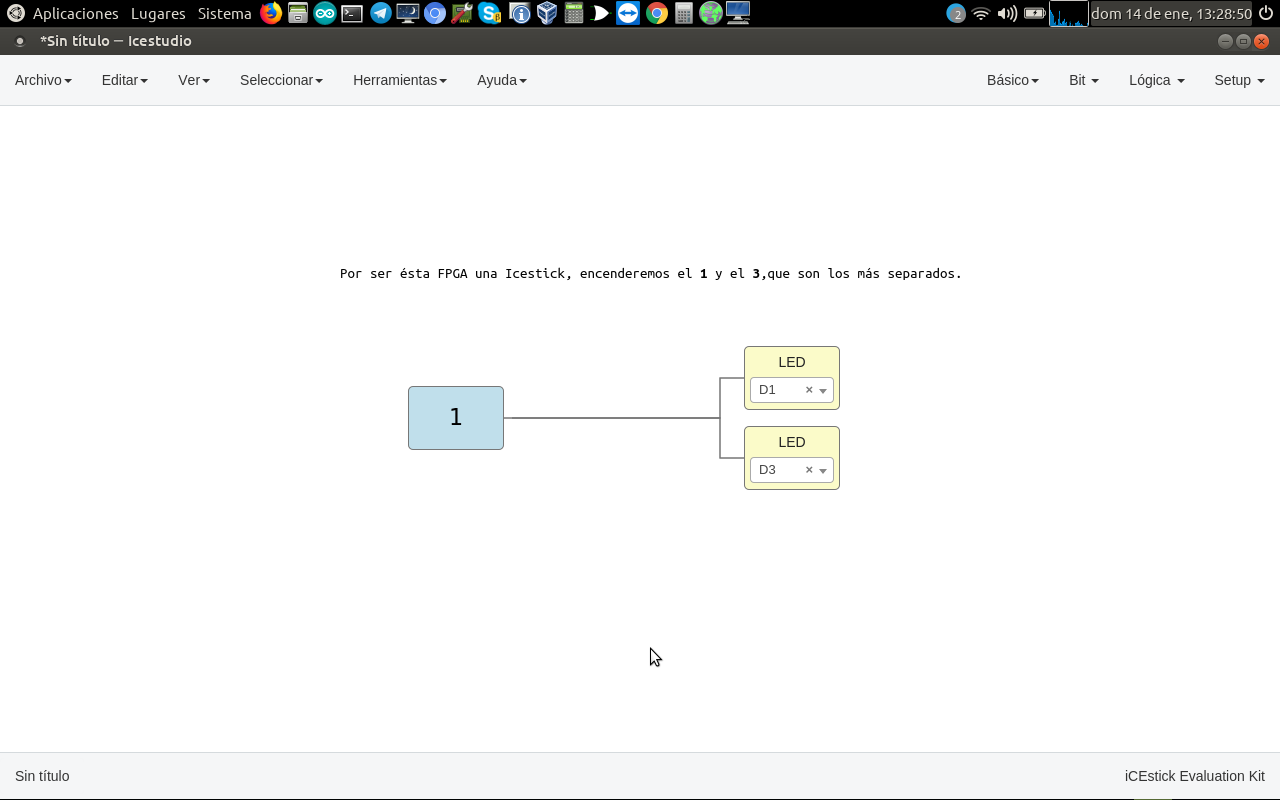 Aplicaciones Lugares Sistema 2 dom 14 de ene, 13:28:50
*Sin título — Icestudio
Archivo Editar Ver Seleccionar Herramientas Ayuda Básico Bit Lógica Setup
Por ser ésta FPGA una Icestick, encenderemos el 1 y el 3,que son los más separados.
LED
D1 ×
1
LED
D3 ×
Sin título iCEstick Evaluation Kit